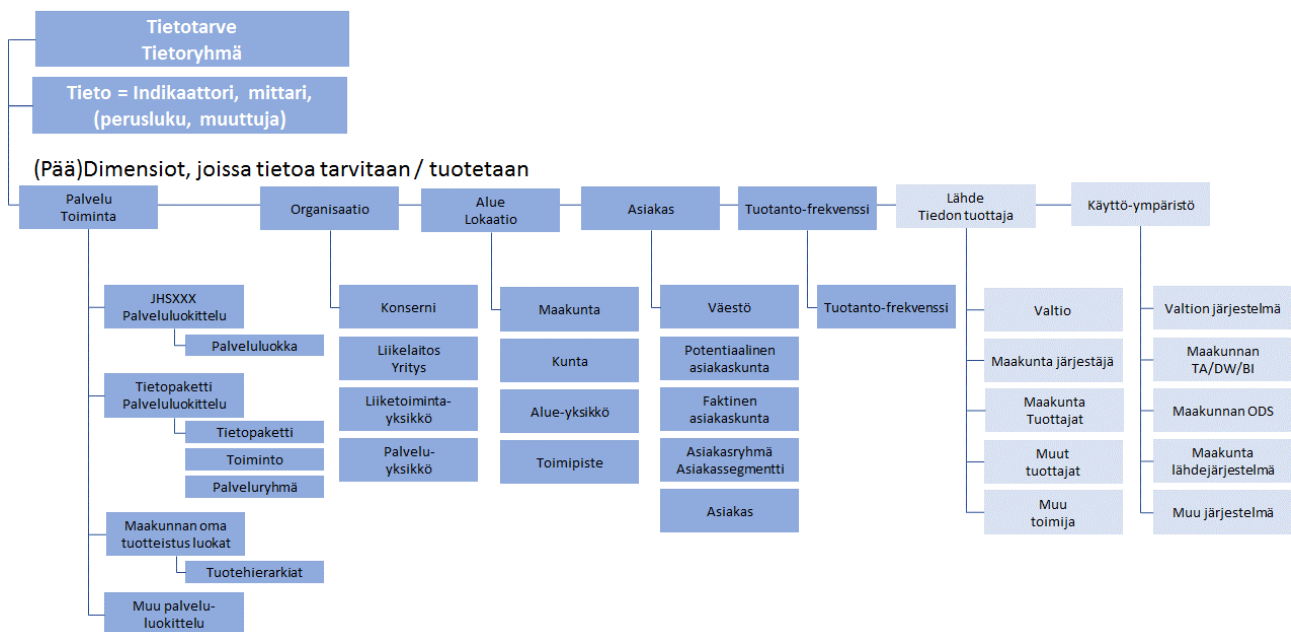 Tietotarve
Tietoryhmä
Tieto = Indikaattori, mittari,
(perusluku, muuttuja)
(Pää)Dimensiot, joissa tietoa tarvitaan / tuotetaan
Palvelu
Toiminta
Organisaatio
Alue
Lokaatio
Asiakas
Tuotanto-frekvenssi
Lähde
Tiedon tuottaja
Käyttö-ympäristö
JHSXXX
Palveluluokittelu
Palveluluokka
Tietopaketti
Palveluluokittelu
Tietopaketti
Toiminto
Palveluryhmä
Maakunnan oma
tuotteistus luokat
Tuotehierarkiat
Muu palvelu-
luokittelu
Konserni
Liikelaitos
Yritys
Liiketoiminta-
yksikkö
Palvelu-
yksikkö
Maakunta
Kunta
Alue-yksikkö
Toimipiste
Väestö
Potentiaalinen
asiakaskunta
Faktinen
asiakaskunta
Asiakasryhmä
Asiakassegmentti
Asiakas
Tuotanto-frekvenssi
Valtio
Maakunta järjestäjä
Maakunta
Tuottajat
Muut
tuottajat
Muu
toimija
Valtion järjestelmä
Maakunnan
TA/DW/BI
Maakunnan ODS
Maakunta
lähdejärjestelmä
Muu järjestelmä